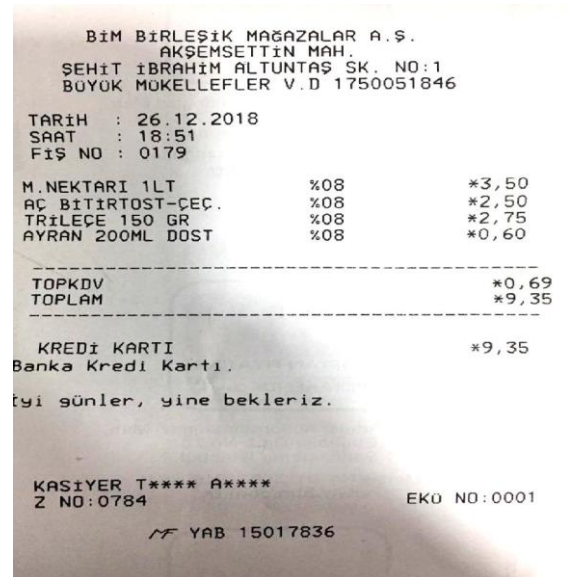 BİM BİRLEŞİK MAĞAZALAR A.Ş.
AKŞEMSETTİN MAH.
ŞEHİT İBRAHİM ALTUNTAŞ SK. NO:1
BÜYÜK MÜKELLEFLER V.D 1750051846
TARİH : 26.12.2018
SAAT : 18:51
FİŞ NO : 0179
M.NEKTARI 1LT %08 *3,50
AÇ BİTİRTOST-ÇEÇ. %08 *2,50
TRİLEÇE 150 GR %08 *2,75
AYRAN 200ML DOST %08 *0,60
TOPKDV *0,69
TOPLAM *9,35
KREDİ KARTI *9,35
Banka Kredi Kartı.
İyi günler, yine bekleriz.
KASİYER T**** A****
Z NO:0784 EKÜ NO:0001
MF YAB 15017836